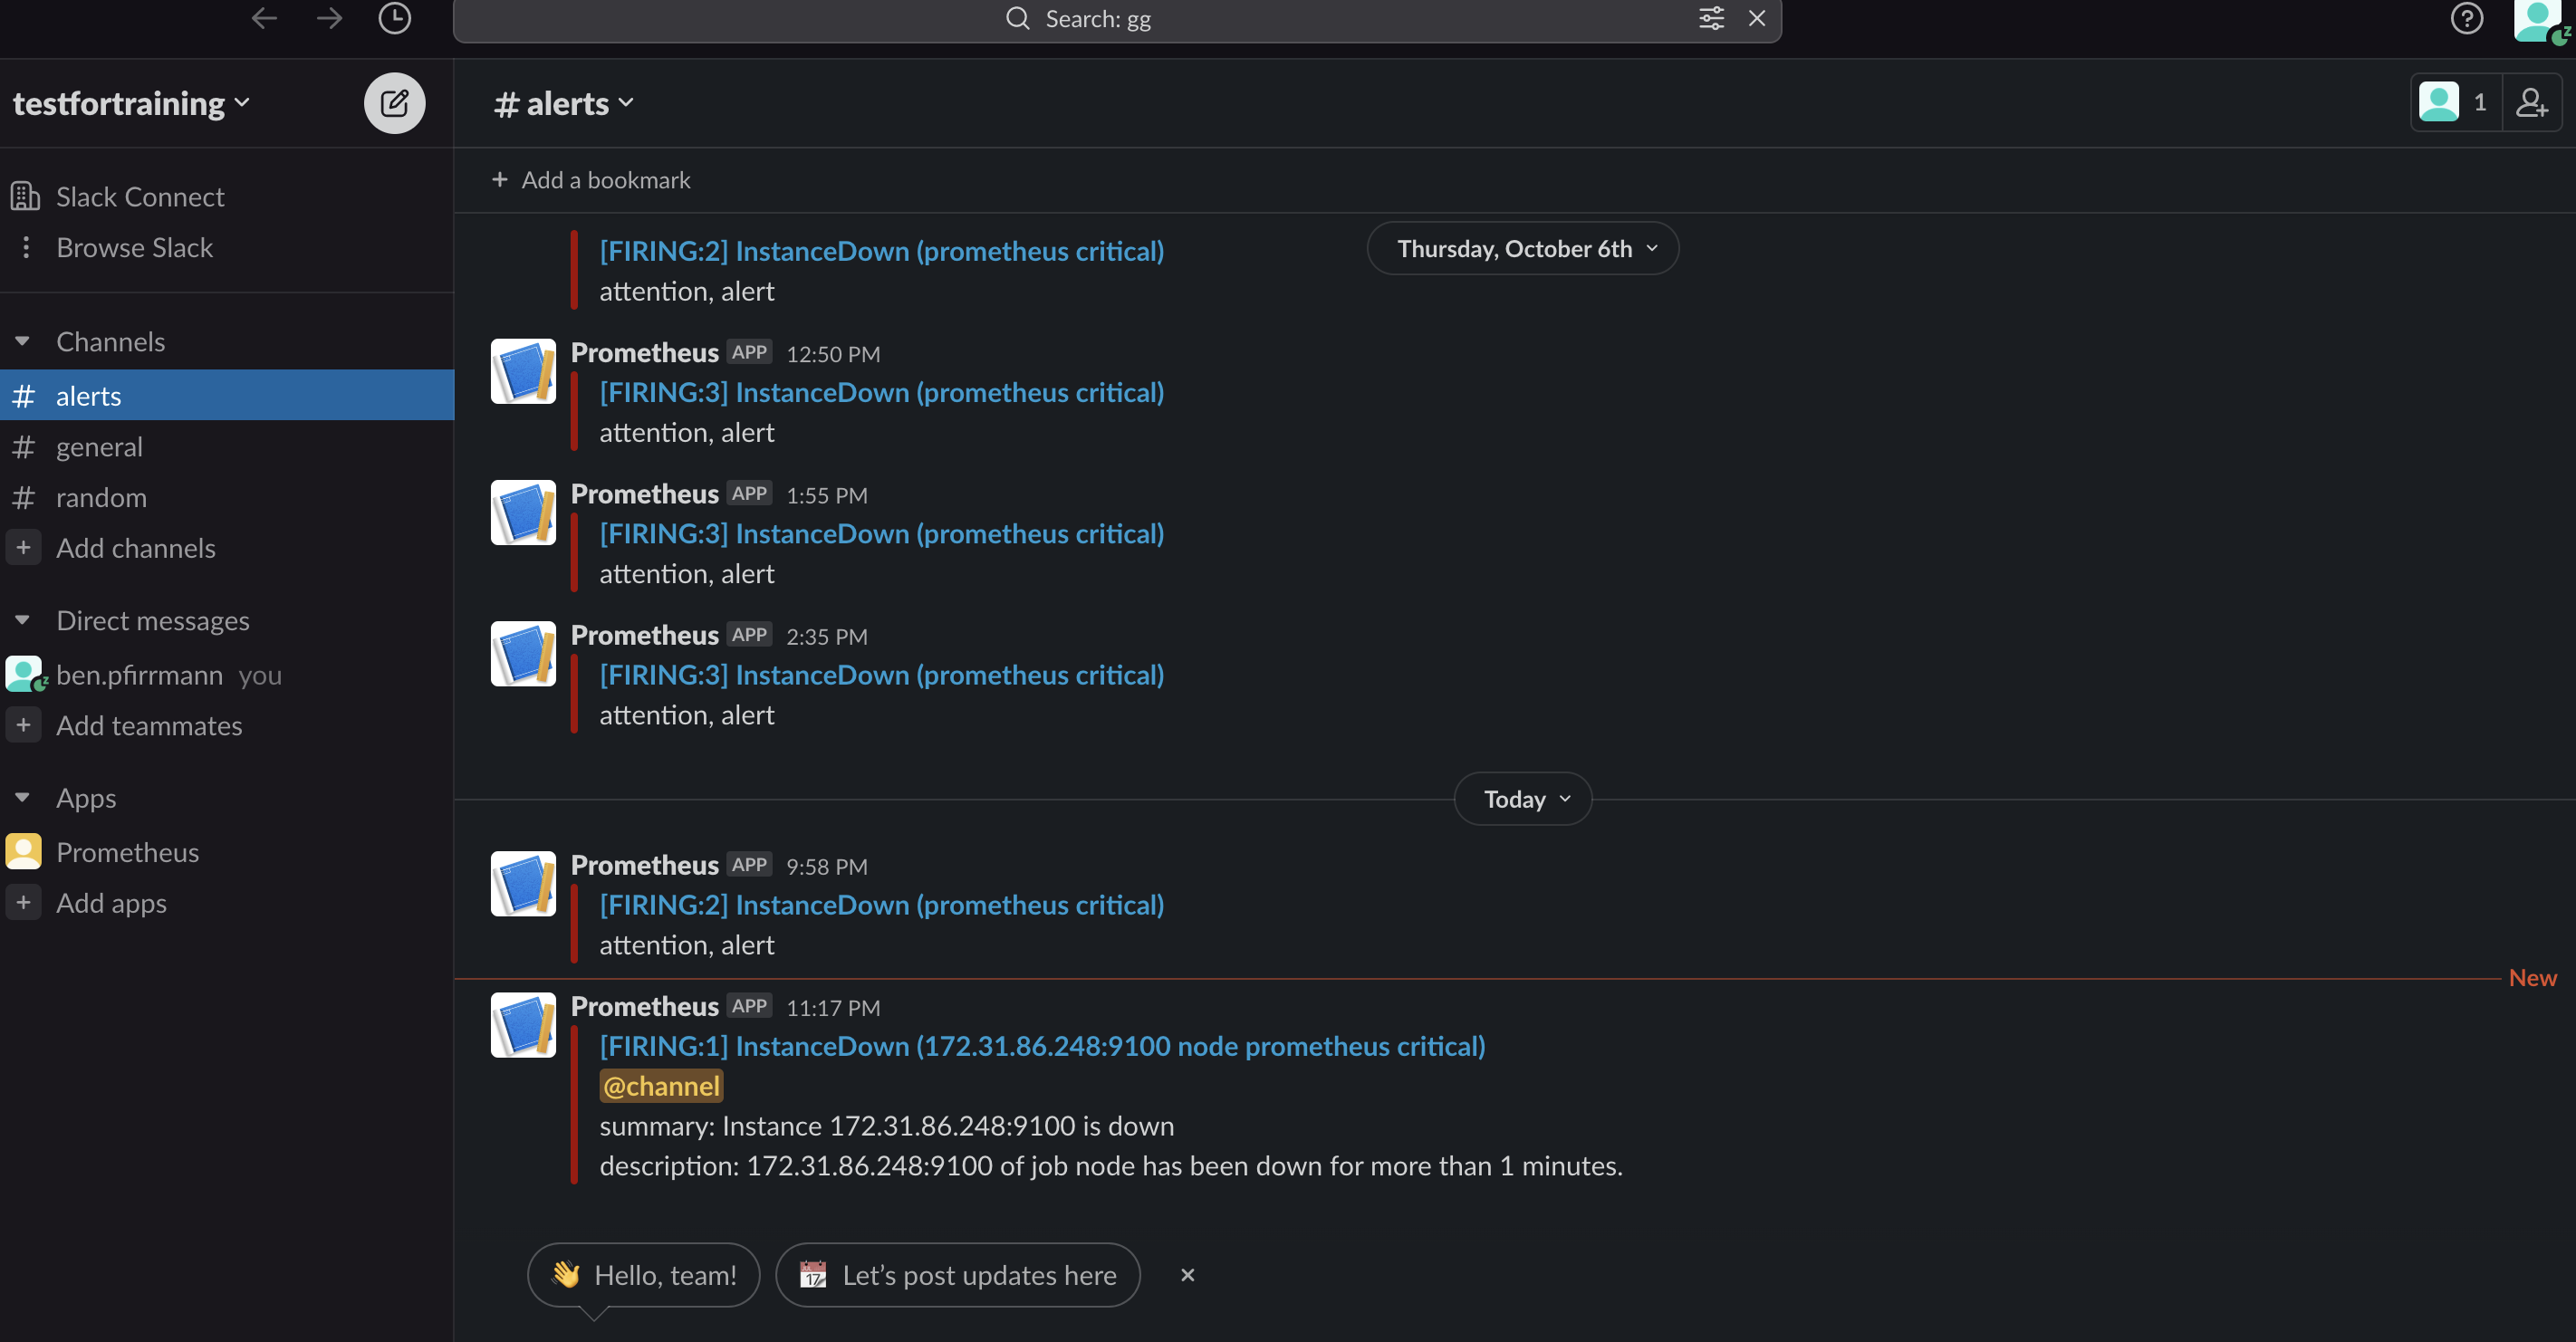 Search: gg
testfortraining
# alerts
1
Slack Connect
Browse Slack
+ Add a bookmark
Thursday, October 6th
[FIRING:2] InstanceDown (prometheus critical)
attention, alert
Channels
# alerts
# general
# random
+ Add channels
Direct messages
ben.pfirrmann you
+ Add teammates
Apps
Prometheus
+ Add apps
Prometheus APP 12:50 PM
[FIRING:3] InstanceDown (prometheus critical)
attention, alert
Prometheus APP 1:55 PM
[FIRING:3] InstanceDown (prometheus critical)
attention, alert
Prometheus APP 2:35 PM
[FIRING:3] InstanceDown (prometheus critical)
attention, alert
Today
Prometheus APP 9:58 PM
[FIRING:2] InstanceDown (prometheus critical)
attention, alert
New
Prometheus APP 11:17 PM
[FIRING:1] InstanceDown (172.31.86.248:9100 node prometheus critical)
@channel
summary: Instance 172.31.86.248:9100 is down
description: 172.31.86.248:9100 of job node has been down for more than 1 minutes.
👋 Hello, team!
📆 Let’s post updates here